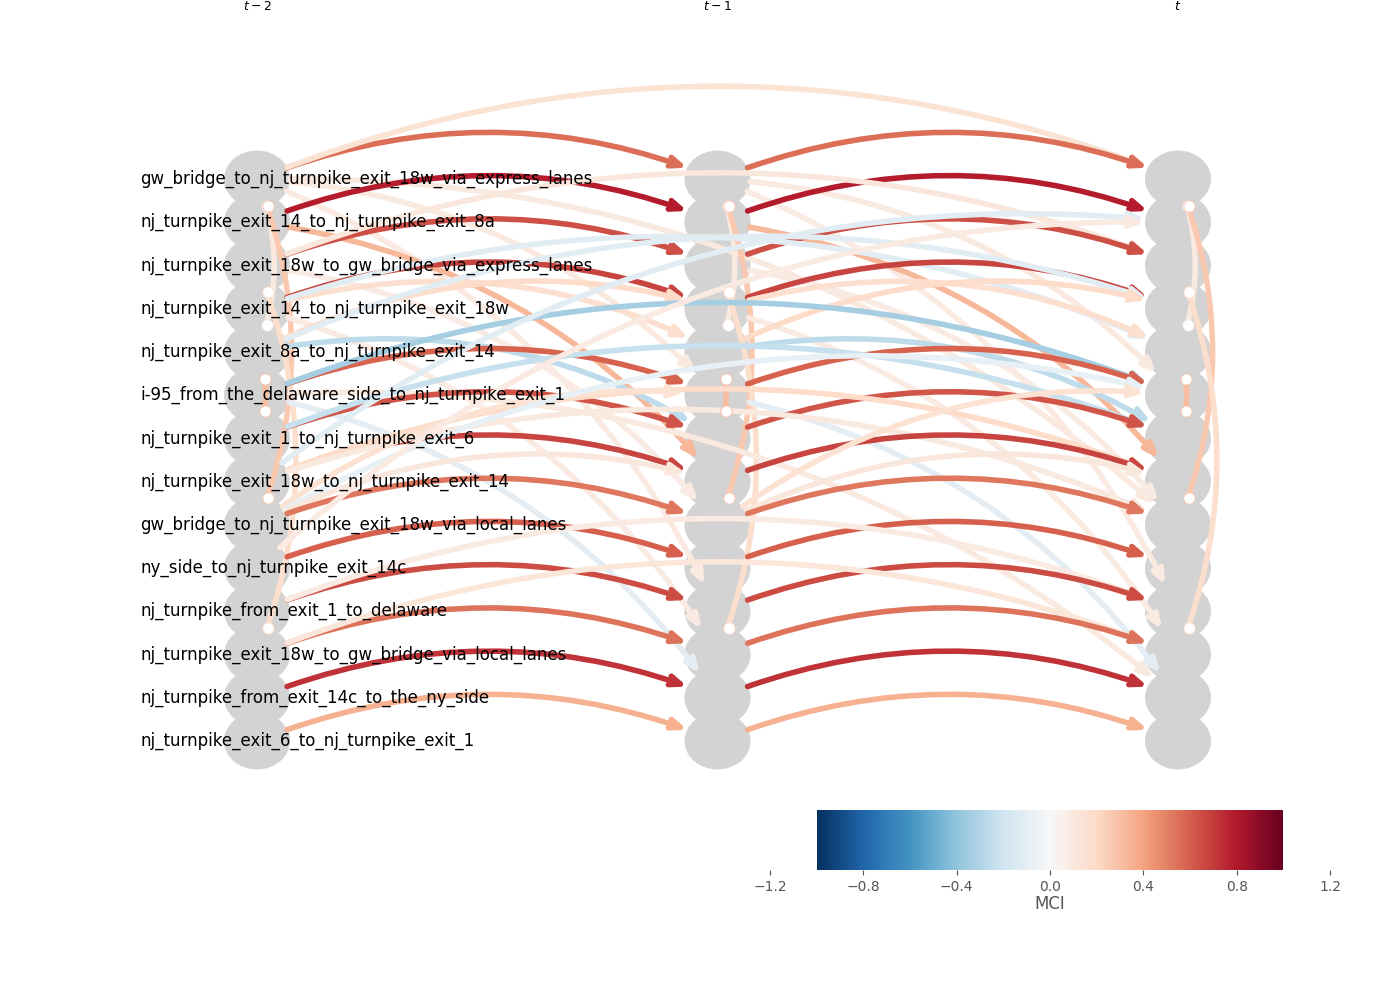 t − 2 t − 1 t
gw_bridge_to_nj_turnpike_exit_18w_via_express_lanes
nj_turnpike_exit_14_to_nj_turnpike_exit_8a
nj_turnpike_exit_18w_to_gw_bridge_via_express_lanes
nj_turnpike_exit_14_to_nj_turnpike_exit_18w
nj_turnpike_exit_8a_to_nj_turnpike_exit_14
i-95_from_the_delaware_side_to_nj_turnpike_exit_1
nj_turnpike_exit_1_to_nj_turnpike_exit_6
nj_turnpike_exit_18w_to_nj_turnpike_exit_14
gw_bridge_to_nj_turnpike_exit_18w_via_local_lanes
ny_side_to_nj_turnpike_exit_14c
nj_turnpike_from_exit_1_to_delaware
nj_turnpike_exit_18w_to_gw_bridge_via_local_lanes
nj_turnpike_from_exit_14c_to_the_ny_side
nj_turnpike_exit_6_to_nj_turnpike_exit_1
−1.2 −0.8 −0.4 0.0 0.4 0.8 1.2
MCI